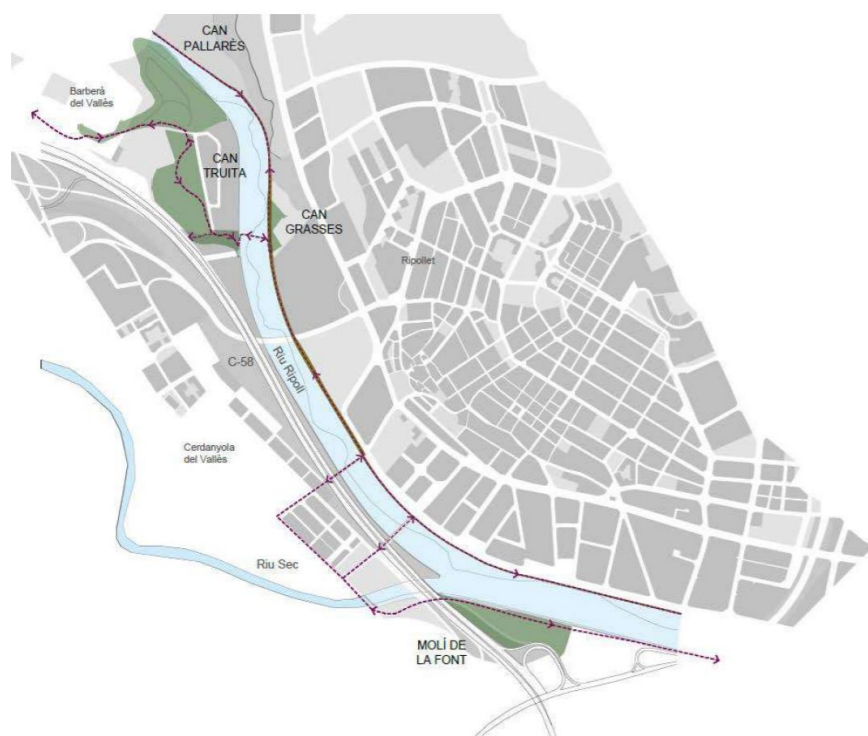 CAN
PALLARÈS
Barberà
del Vallès
CAN
TRUITA
CAN
GRASSES
Ripollet
C-58
Riu Ripoll
Cerdanyola
del Vallès
Riu Sec
MOLÍ DE
LA FONT